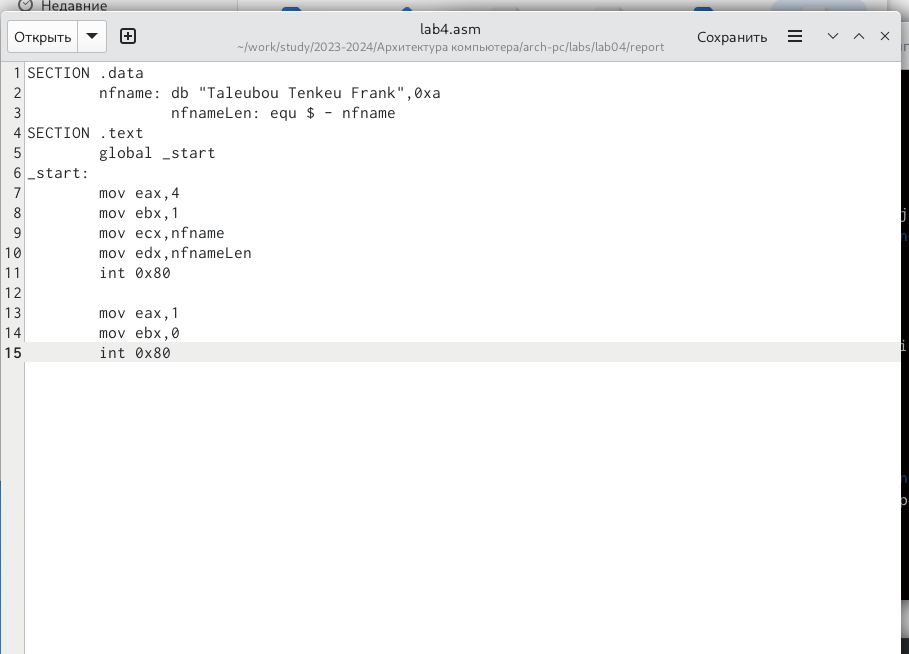 Недавние
lab4.asm
Открыть
Сохранить
~/work/study/2023-2024/Архитектура компьютера/arch-pc/labs/lab04/report
1 SECTION .data
2 nfname: db "Taleubou Tenkeu Frank",0xa
3 nfnameLen: equ $ - nfname
4 SECTION .text
5 global _start
6 _start:
7 mov eax,4
8 mov ebx,1
9 mov ecx,nfname
10 mov edx,nfnameLen
11 int 0x80
12
13 mov eax,1
14 mov ebx,0
15 int 0x80